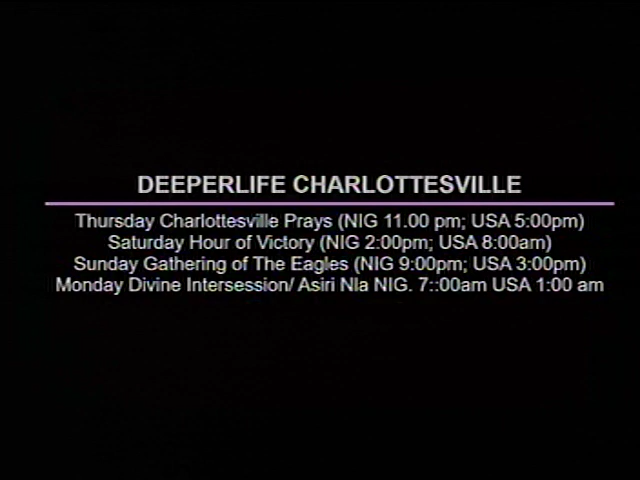 DEEPERLIFE CHARLOTTESVILLE
Thursday Charlottesville Prays (NIG 11.00 pm; USA 5:00pm)
Saturday Hour of Victory (NIG 2:00pm; USA 8:00am)
Sunday Gathering of The Eagles (NIG 9:00pm; USA 3:00pm)
Monday Divine Intersession/ Asiri Nla NIG. 7::00am USA 1:00 am